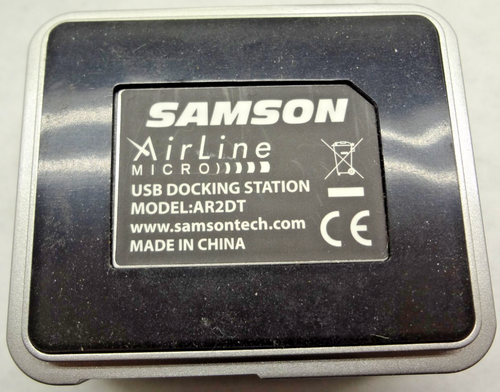 SAMSON
AirLine
MICRO
USB DOCKING STATION
MODEL:AR2DT
www.samsontech.com
MADE IN CHINA
CE